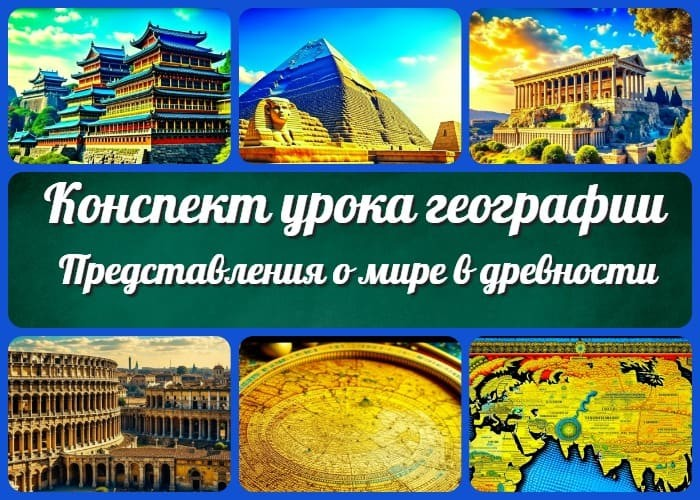 Конспект урока географии
Представления о мире в древности